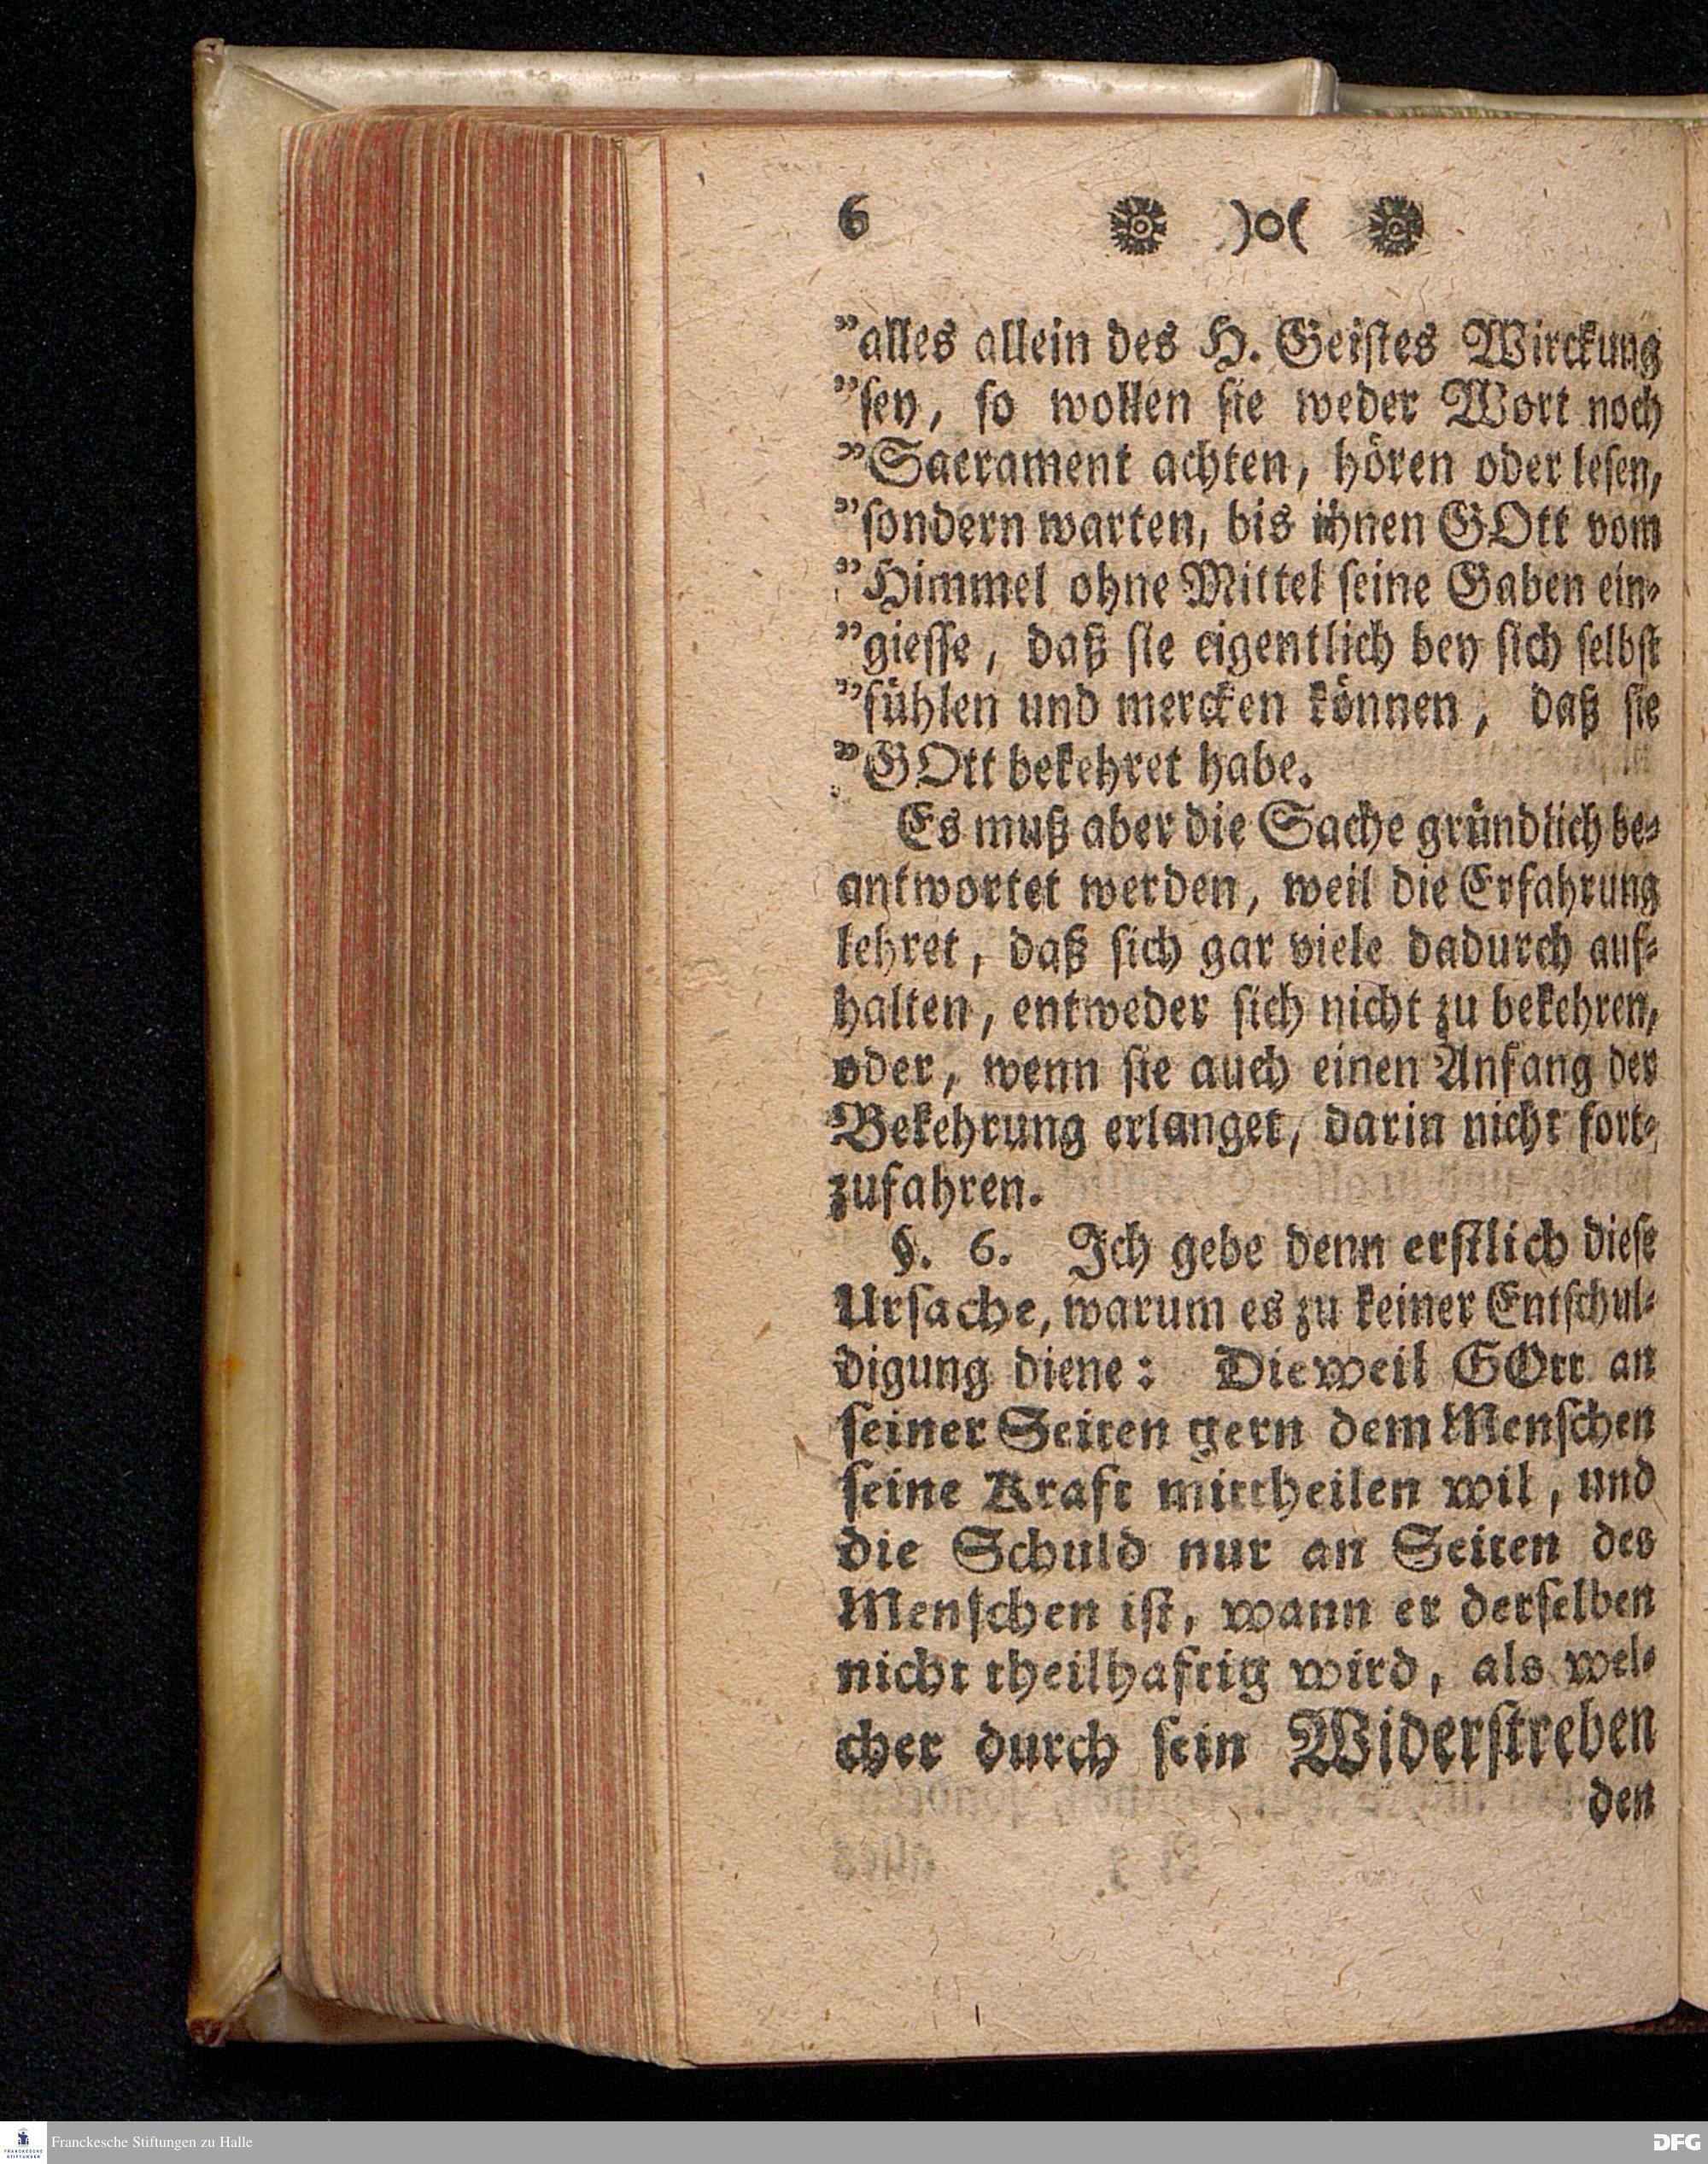 6 )o(
”alles allein des H. Geistes Wirckung
”sey, so wollen sie weder Wort noch
”Sacrament achten, hören oder lesen,
”sondern warten, bis ihnen GOtt vom
”Himmel ohne Mittel seine Gaben ein-
”giesse, daß sie eigentlich bey sich selbst
”fühlen und mercken können, daß sie
”GOtt bekehret habe.
Es muß aber die Sache gründlich be-
antwortet werden, weil die Erfahrung
lehret, daß sich gar viele dadurch auf-
halten, entweder sich nicht zu bekehren,
oder, wenn sie auch einen Anfang der
Bekehrung erlanget, darin nicht fort-
zufahren.
§. 6. Ich gebe denn erstlich diese
Ursache, warum es zu keiner Entschul-
digung diene: Dieweil GOtt an
seiner Seiten gern dem Menschen
seine Kraft mittheilen wil, und
die Schuld nur an Seiten des
Menschen ist, wann er derselben
nicht theilhaftig wird, als wel-
cher durch sein Widerstreben
den
FRANCKESCHE STIFTUNGEN Franckesche Stiftungen zu Halle DFG